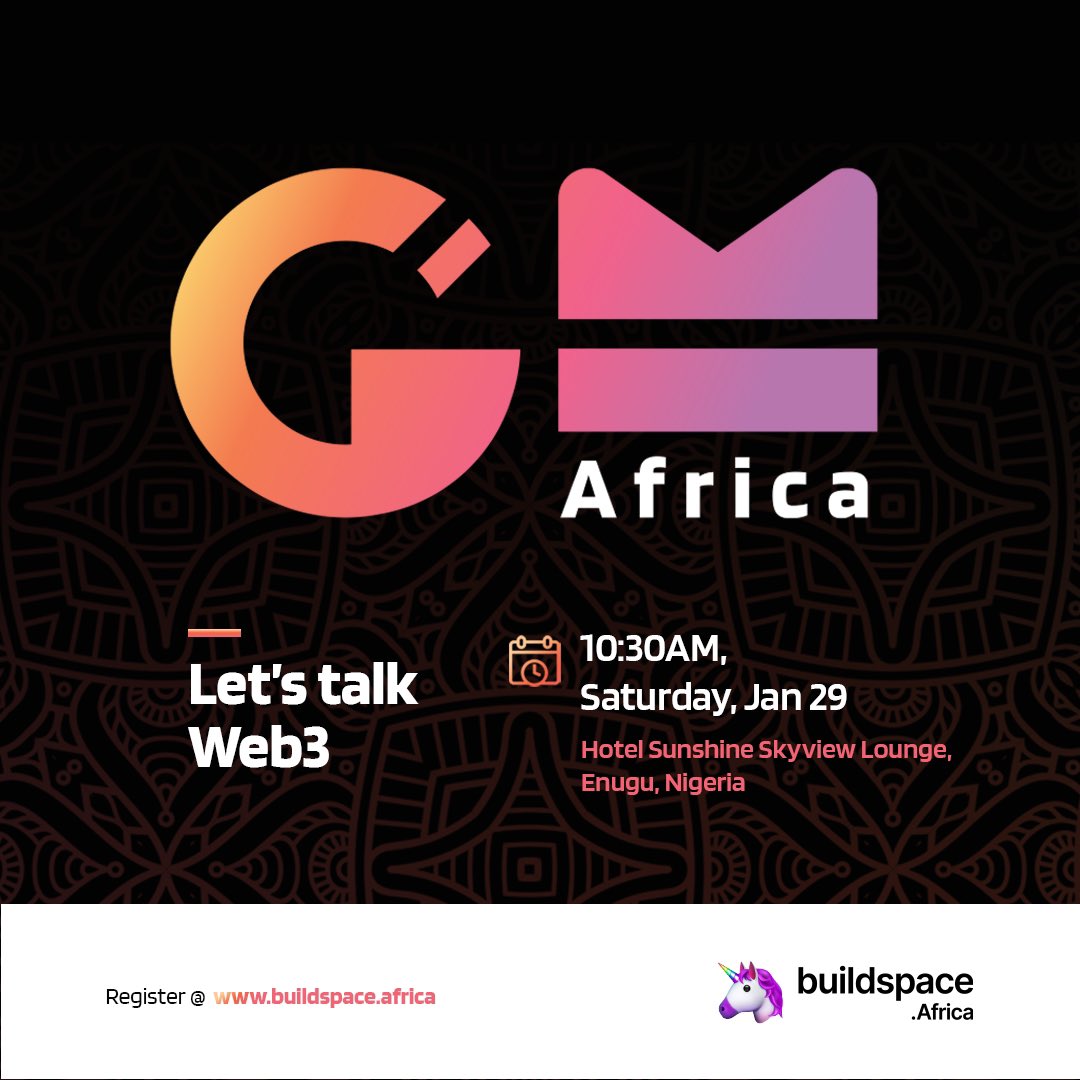 GM
Africa
Let's talk
Web3
10:30AM,
Saturday, Jan 29
Hotel Sunshine Skyview Lounge,
Enugu, Nigeria
Register @ www.buildspace.africa
buildspace
.Africa